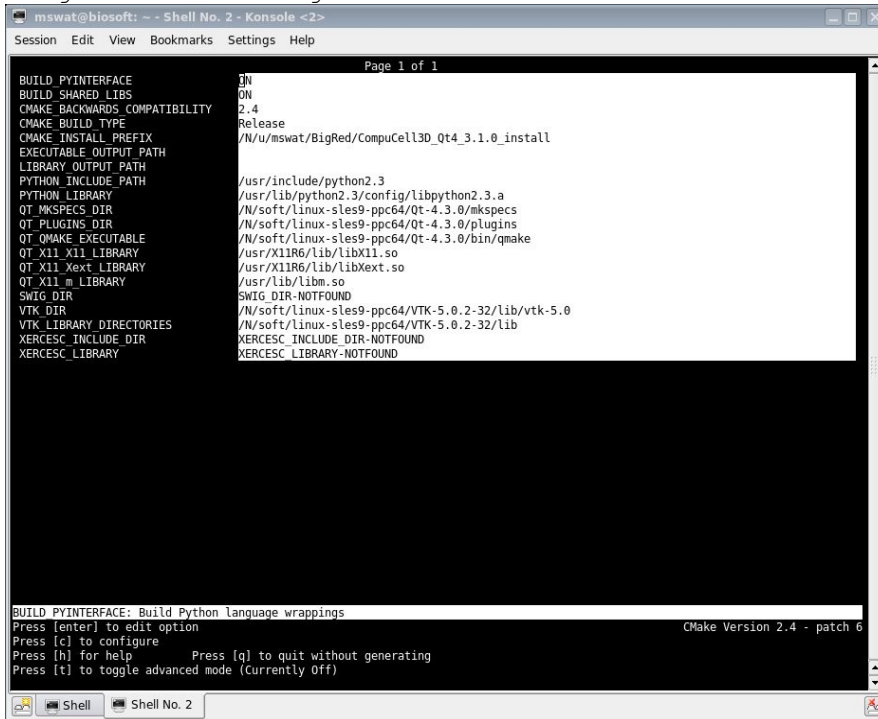 mswat@biosoft: ~ - Shell No. 2 - Konsole <2>
Session Edit View Bookmarks Settings Help
Page 1 of 1
BUILD_PYINTERFACE ON
BUILD_SHARED_LIBS ON
CMAKE_BACKWARDS_COMPATIBILITY 2.4
CMAKE_BUILD_TYPE Release
CMAKE_INSTALL_PREFIX /N/u/mswat/BigRed/CompuCell3D_Qt4_3.1.0_install
EXECUTABLE_OUTPUT_PATH
LIBRARY_OUTPUT_PATH
PYTHON_INCLUDE_PATH /usr/include/python2.3
PYTHON_LIBRARY /usr/lib/python2.3/config/libpython2.3.a
QT_MKSPECS_DIR /N/soft/linux-sles9-ppc64/Qt-4.3.0/mkspecs
QT_PLUGINS_DIR /N/soft/linux-sles9-ppc64/Qt-4.3.0/plugins
QT_QMAKE_EXECUTABLE /N/soft/linux-sles9-ppc64/Qt-4.3.0/bin/qmake
QT_X11_X11_LIBRARY /usr/X11R6/lib/libX11.so
QT_X11_Xext_LIBRARY /usr/X11R6/lib/libXext.so
QT_X11_m_LIBRARY /usr/lib/libm.so
SWIG_DIR SWIG_DIR-NOTFOUND
VTK_DIR /N/soft/linux-sles9-ppc64/VTK-5.0.2-32/lib/vtk-5.0
VTK_LIBRARY_DIRECTORIES /N/soft/linux-sles9-ppc64/VTK-5.0.2-32/lib
XERCESC_INCLUDE_DIR XERCESC_INCLUDE_DIR-NOTFOUND
XERCESC_LIBRARY XERCESC_LIBRARY-NOTFOUND
BUILD_PYINTERFACE: Build Python language wrappings
Press [enter] to edit option CMake Version 2.4 - patch 6
Press [c] to configure
Press [h] for help Press [q] to quit without generating
Press [t] to toggle advanced mode (Currently Off)
Shell Shell No. 2